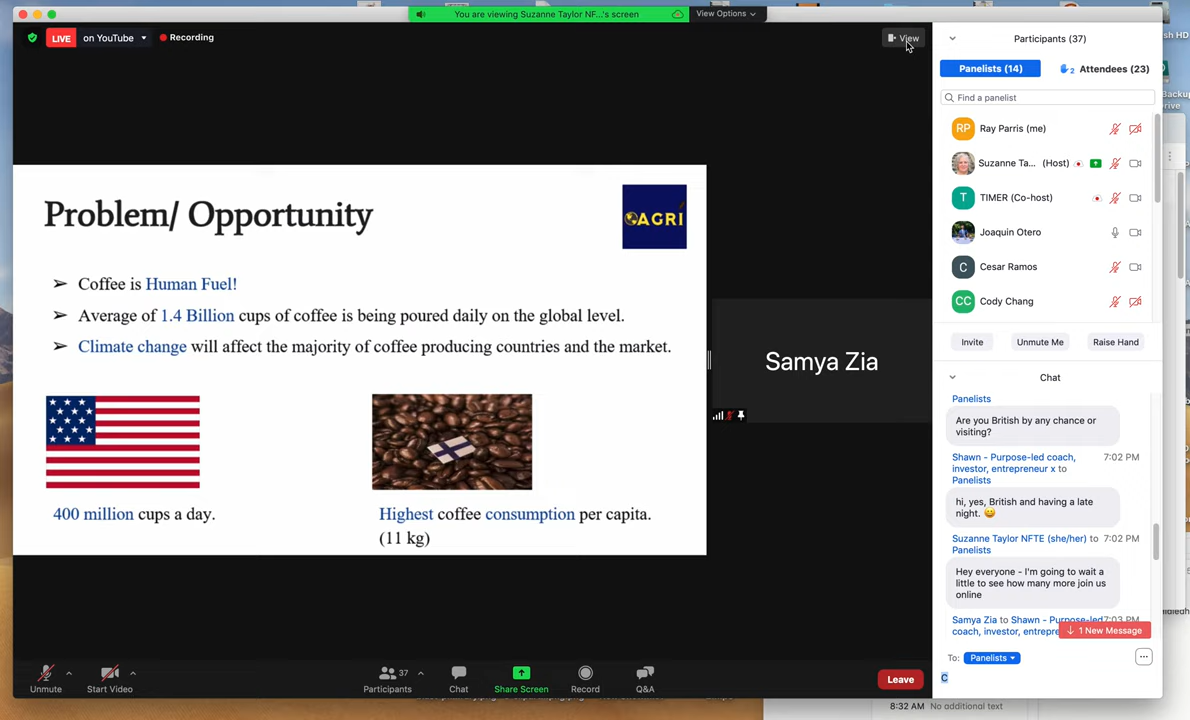 You are viewing Suzanne Taylor NF...'s screen
View Options
LIVE
on YouTube
Recording
View
Participants (37)
Panelists (14)
2
Attendees (23)
Find a panelist
RP
Ray Parris (me)
Suzanne Ta... (Host)
T
TIMER (Co-host)
Joaquin Otero
C
Cesar Ramos
CC
Cody Chang
Invite
Unmute Me
Raise Hand
Problem/ Opportunity
AGRI
➢ Coffee is Human Fuel!
➢ Average of 1.4 Billion cups of coffee is being poured daily on the global level.
➢ Climate change will affect the majority of coffee producing countries and the market.
400 million cups a day.
Highest coffee consumption per capita.
(11 kg)
Samya Zia
Chat
Panelists
Are you British by any chance or
visiting?
Shawn - Purpose-led coach,
investor, entrepreneur x to
Panelists
7:02 PM
hi, yes, British and having a late
night. 😀
Suzanne Taylor NFTE (she/her) to
Panelists
7:02 PM
Hey everyone - I'm going to wait a
little to see how many more join us
online
Samya Zia to Shawn - Purpose-led
7:03 PM
coach, investor, entrepre
1 New Message
To: Panelists
...
C
Unmute
Start Video
37
Participants
Chat
Share Screen
Record
Q&A
Leave
8:32 AM No additional text